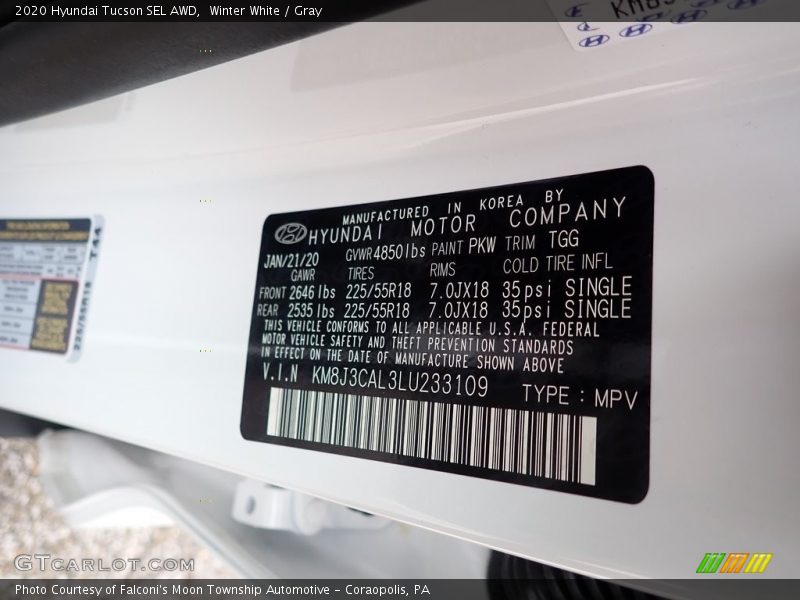 2020 Hyundai Tucson SEL AWD,  Winter White / Gray
MANUFACTURED IN KOREA BY
HYUNDAI MOTOR COMPANY
JAN/21/20 GVWR 4850lbs PAINT PKW TRIM TGG
GAWR TIRES RIMS COLD TIRE INFL
FRONT 2646 lbs 225/55R18 7.0JX18 35psi SINGLE
REAR 2535 lbs 225/55R18 7.0JX18 35psi SINGLE
THIS VEHICLE CONFORMS TO ALL APPLICABLE U.S.A. FEDERAL
MOTOR VEHICLE SAFETY AND THEFT PREVENTION STANDARDS
IN EFFECT ON THE DATE OF MANUFACTURE SHOWN ABOVE
V.I.N KM8J3CAL3LU233109 TYPE : MPV
GTCARLOT.COM
Photo Courtesy of Falconi's Moon Township Automotive – Coraopolis, PA